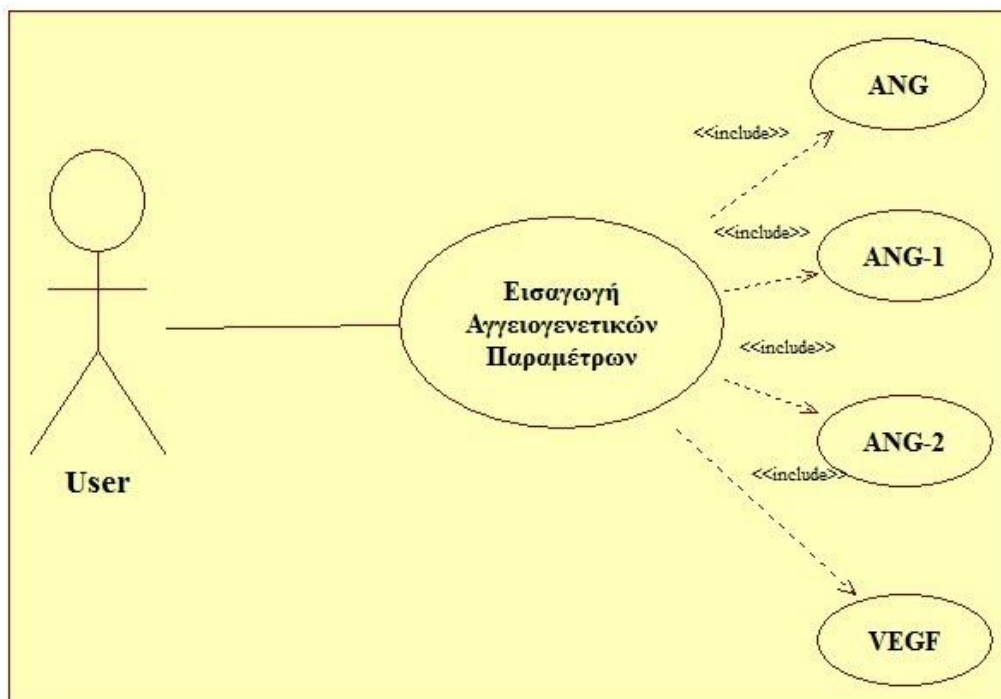 ANG
<<include>>
<<include>>
ANG-1
Εισαγωγή
Αγγειογενετικών
Παραμέτρων
<<include>>
ANG-2
<<include>>
User
VEGF